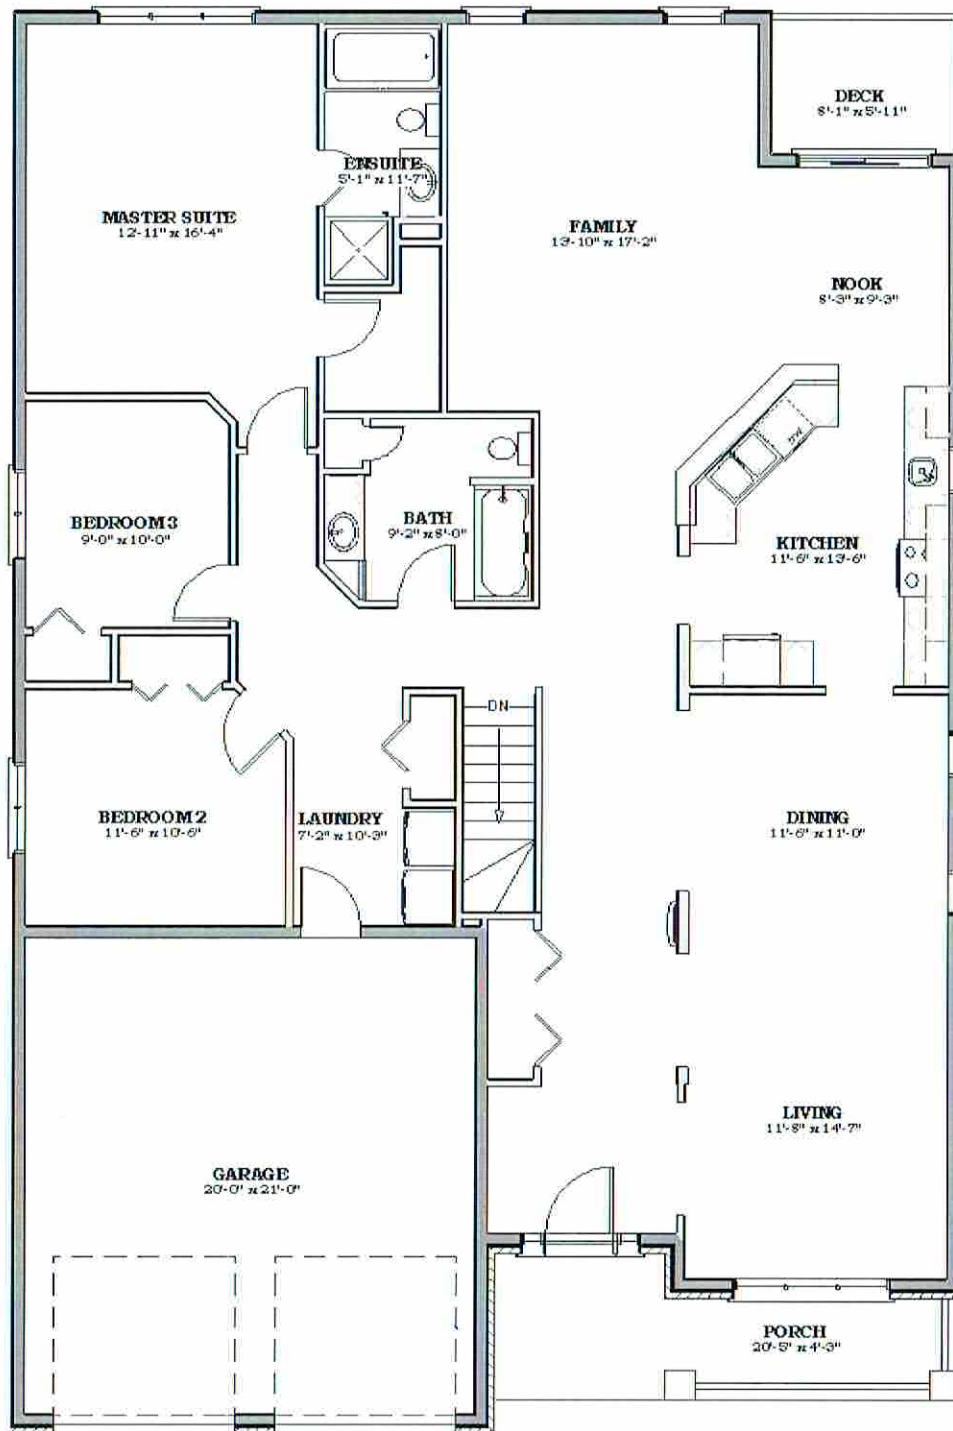 DECK
8'-1" x 5'-11"
ENSUITE
5'-1" x 11'-7"
MASTER SUITE
12'-11" x 16'-4"
FAMILY
13'-10" x 17'-2"
NOOK
8'-3" x 9'-3"
BEDROOM 3
9'-0" x 10'-0"
BATH
9'-2" x 8'-0"
KITCHEN
11'-6" x 13'-6"
DN
BEDROOM 2
11'-6" x 10'-6"
LAUNDRY
7'-2" x 10'-3"
DINING
11'-6" x 11'-0"
LIVING
11'-8" x 14'-7"
GARAGE
20'-0" x 21'-0"
PORCH
20'-5" x 4'-3"